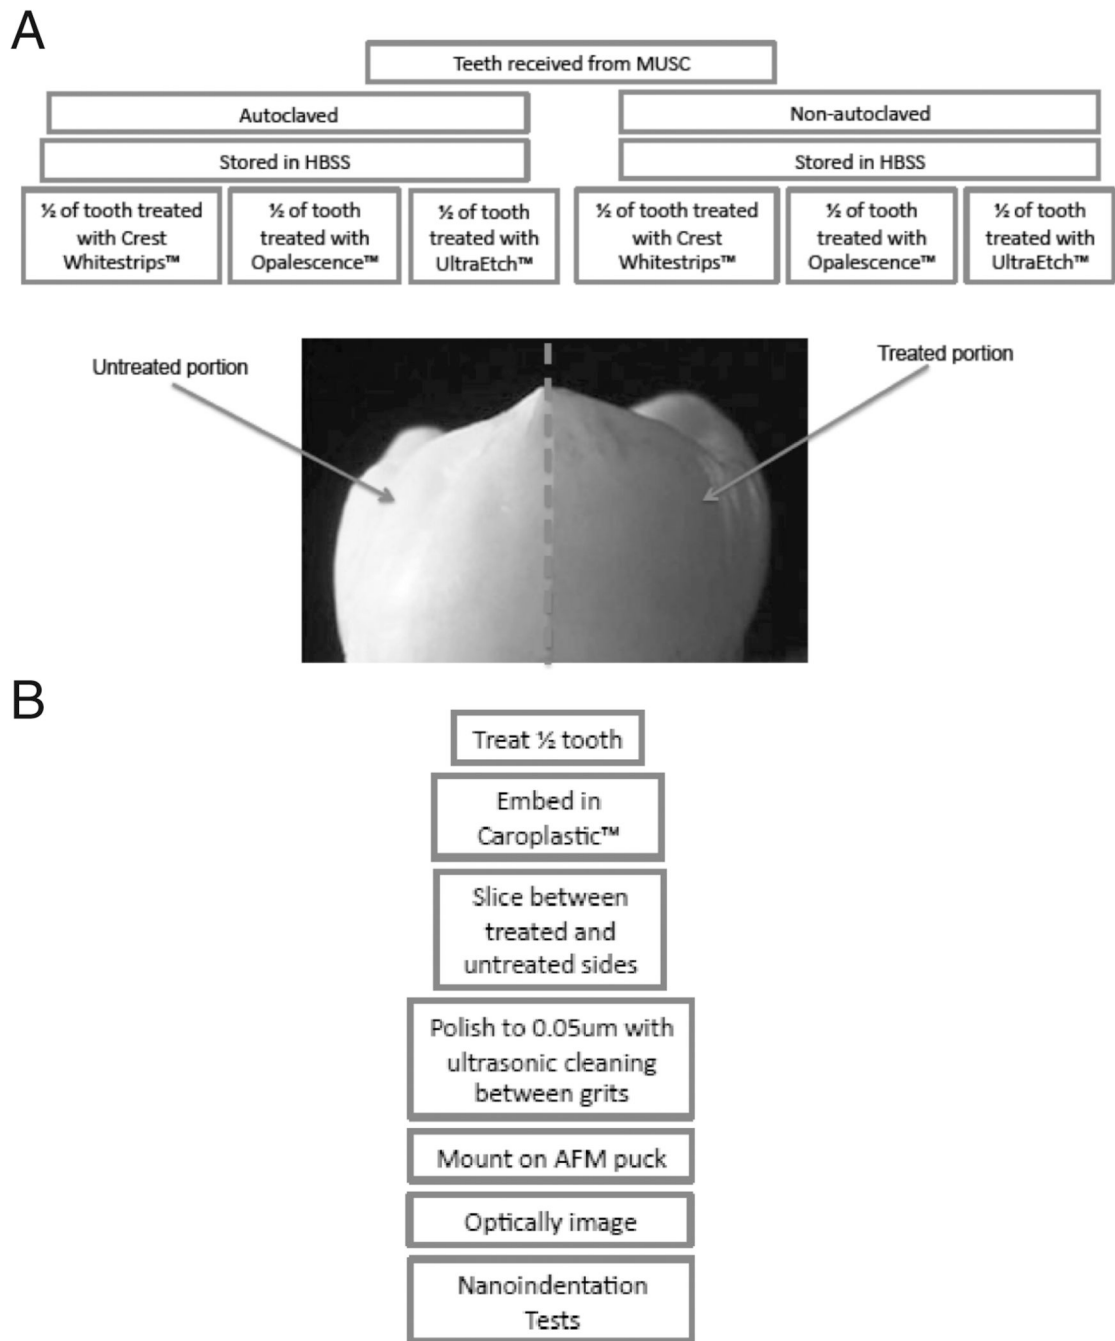 A
Teeth received from MUSC
Autoclaved
Non-autoclaved
Stored in HBSS
Stored in HBSS
½ of tooth treated
with Crest
Whitestrips™
½ of tooth
treated with
Opalescence™
½ of tooth
treated with
UltraEtch™
½ of tooth treated
with Crest
Whitestrips™
½ of tooth
treated with
Opalescence™
½ of tooth
treated with
UltraEtch™
Untreated portion
Treated portion
B
Treat ½ tooth
Embed in
Caroplastic™
Slice between
treated and
untreated sides
Polish to 0.05um with
ultrasonic cleaning
between grits
Mount on AFM puck
Optically image
Nanoindentation
Tests